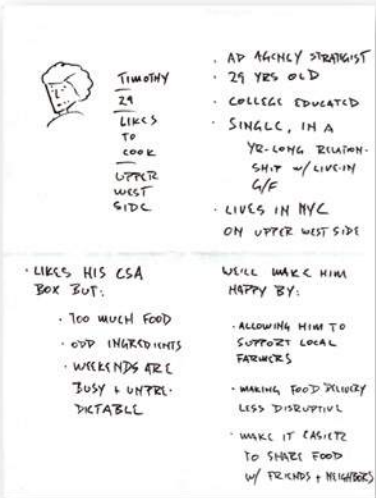 TIMOTHY
29
LIKES
TO
COOK
UPPER
WEST
SIDE
· AD AGENCY STRATEGIST
· 29 YRS OLD
· COLLEGE EDUCATED
· SINGLE, IN A
YR-LONG RELATION-
SHIP w/ LIVE-IN
G/F
· LIVES IN NYC
ON UPPER WEST SIDE
· LIKES HIS CSA
BOX BUT:
· TOO MUCH FOOD
· ODD INGREDIENTS
· WEEKENDS ARE
BUSY + UNPRE-
DICTABLE
WE'LL MAKE HIM
HAPPY BY:
· ALLOWING HIM TO
SUPPORT LOCAL
FARMERS
· MAKING FOOD DELIVERY
LESS DISRUPTIVE
· MAKE IT EASIER
TO SHARE FOOD
w/ FRIENDS + NEIGHBORS